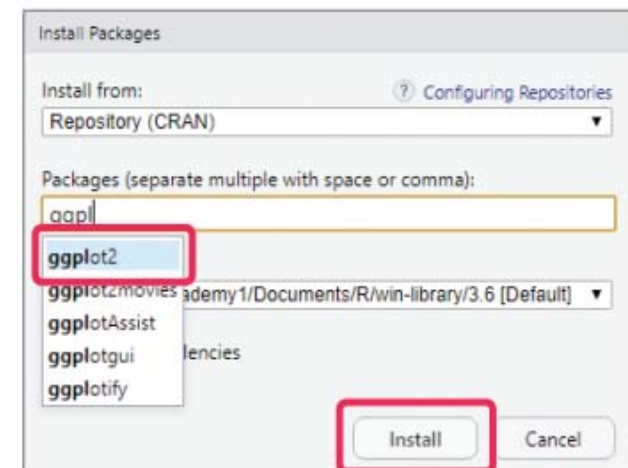 Install Packages
Install from:
? Configuring Repositories
Repository (CRAN)
Packages (separate multiple with space or comma):
ggpl
ggplot2
ggplot2movies
ademy1/Documents/R/win-library/3.6 [Default]
ggplotAssist
ggplotgui
lencies
ggplotify
Install
Cancel